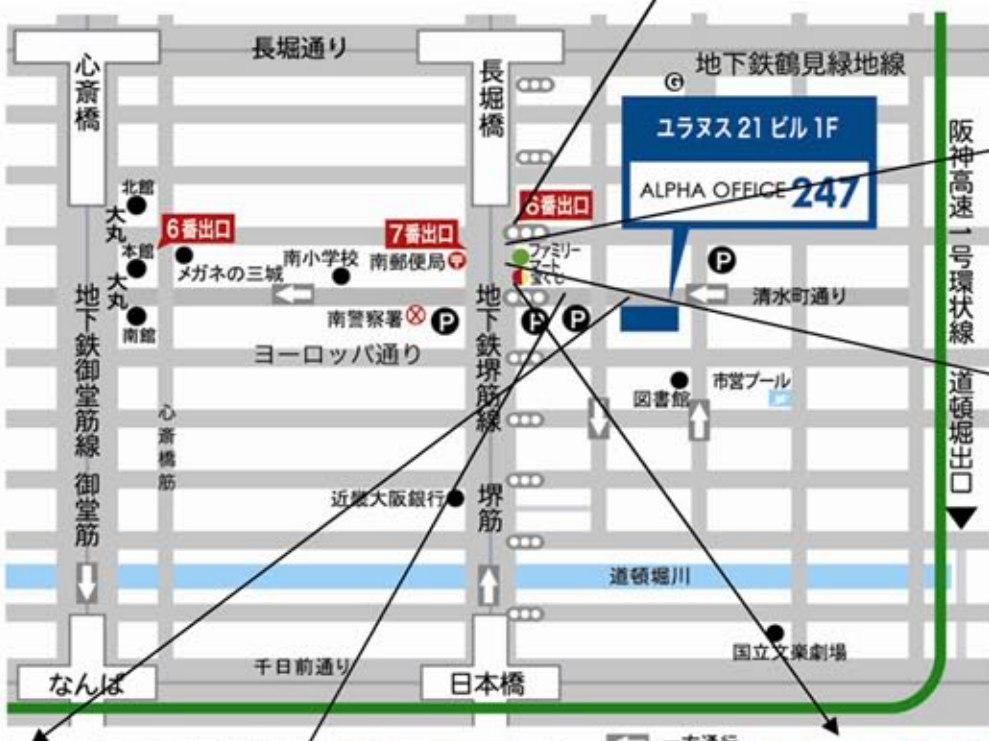 長堀通り
心斎橋
長堀橋
地下鉄鶴見緑地線
G
ユラヌス21ビル1F
ALPHA OFFICE 247
阪神高速1号環状線 道頓堀出口
北館
大丸
本館
大丸
南館
6番出口
メガネの三城
南小学校
7番出口
南郵便局
6番出口
ファミリー
マート
宝くじ
P
清水町通り
南警察署
P
P
P
ヨーロッパ通り
地下鉄御堂筋線 御堂筋
心斎橋筋
地下鉄堺筋線 堺筋
図書館
市営プール
近畿大阪銀行
道頓堀川
国立文楽劇場
千日前通り
なんば
日本橋
一方通行